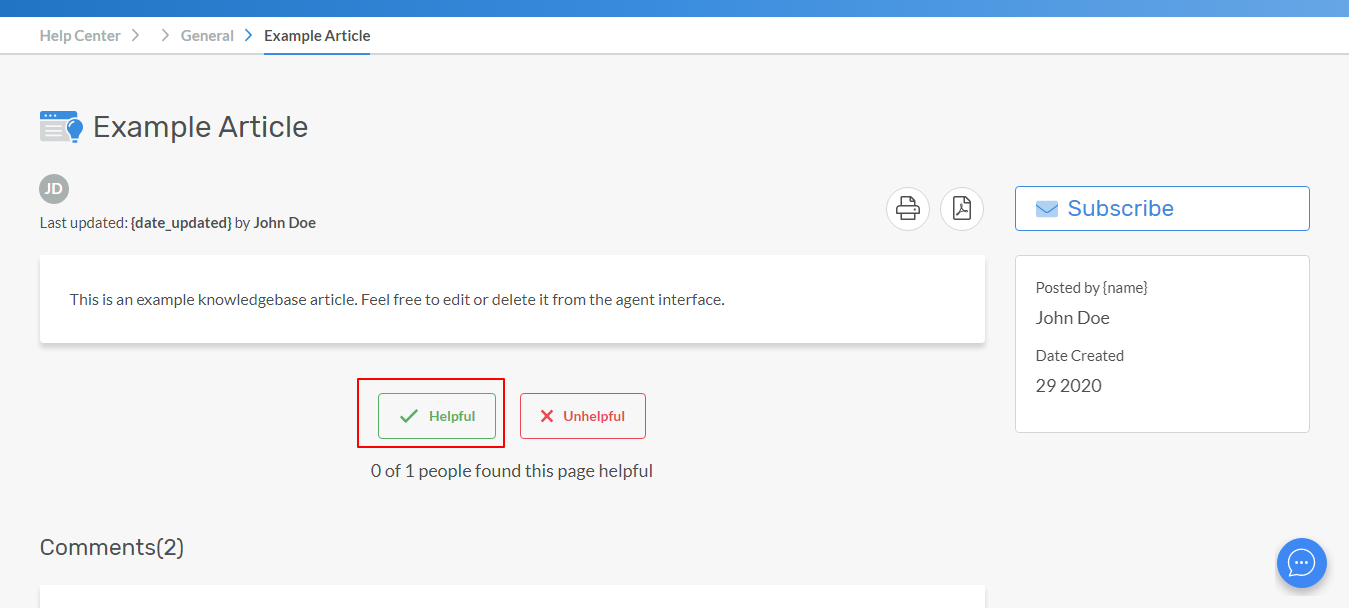 Help Center General Example Article
Example Article
JD
Last updated: {date_updated} by John Doe
Subscribe
This is an example knowledgebase article. Feel free to edit or delete it from the agent interface.
Posted by {name}
John Doe
Date Created
29 2020
Helpful Unhelpful
0 of 1 people found this page helpful
Comments(2)